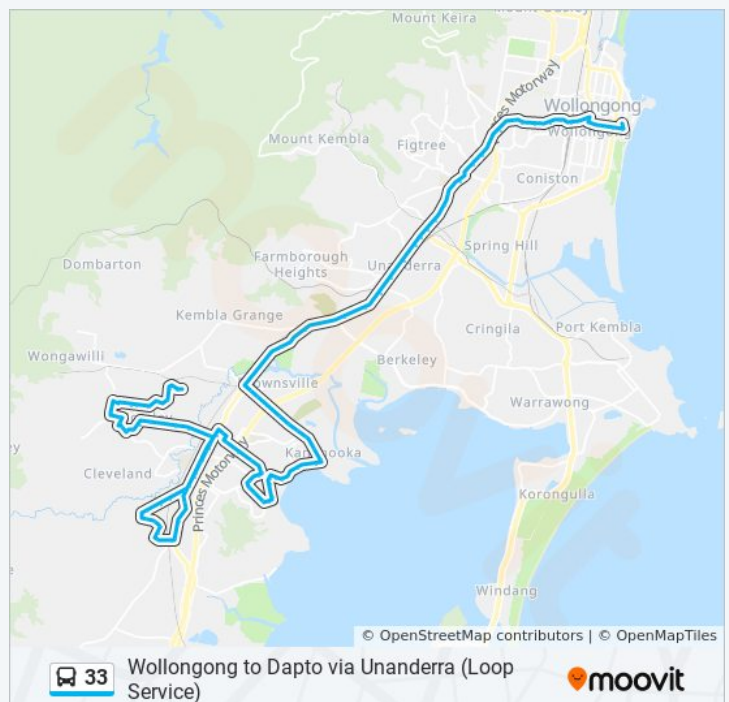 Mount Keira
Princes Motorway
Wollongong
Wollongong
Mount Kembla
Figtree
Coniston
Spring Hill
Dombarton
Farmborough
Heights
Unanderra
Kembla Grange
Cringila
Port Kembla
Wongawilli
Berkeley
Warrawong
Cleveland
Princes Motorway
Korongulla
Windang
© OpenStreetMap contributors | © OpenMapTiles
33
Wollongong to Dapto via Unanderra (Loop
Service)
moovit